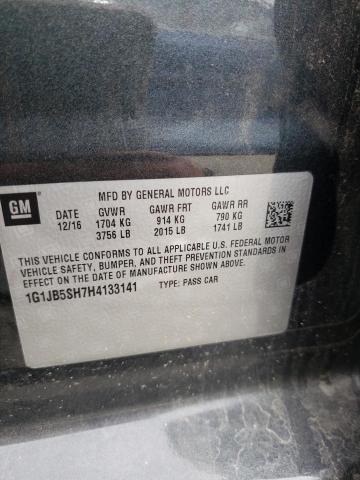 MFD BY GENERAL MOTORS LLC
GM
DATE GVWR GAWR FRT GAWR RR
12/16 1704 KG 914 KG 790 KG
3756 LB 2015 LB 1741 LB
THIS VEHICLE CONFORMS TO ALL APPLICABLE U.S. FEDERAL MOTOR
VEHICLE SAFETY, BUMPER, AND THEFT PREVENTION STANDARDS IN
EFFECT ON THE DATE OF MANUFACTURE SHOWN ABOVE.
1G1JB5SH7H4133141 TYPE: PASS CAR